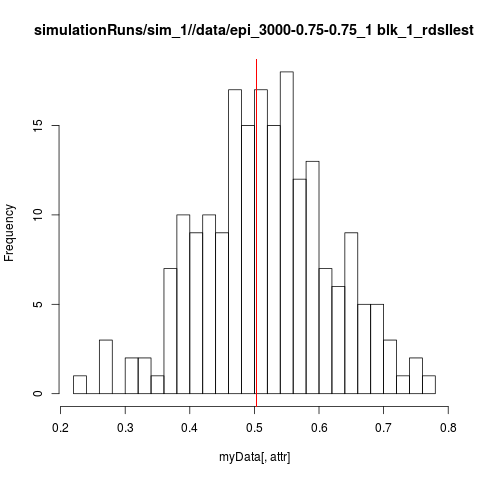 simulationRuns/sim_1//data/epi_3000-0.75-0.75_1 blk_1_rdsllest
Frequency
15
10
5
0
0.2 0.3 0.4 0.5 0.6 0.7 0.8
myData[, attr]